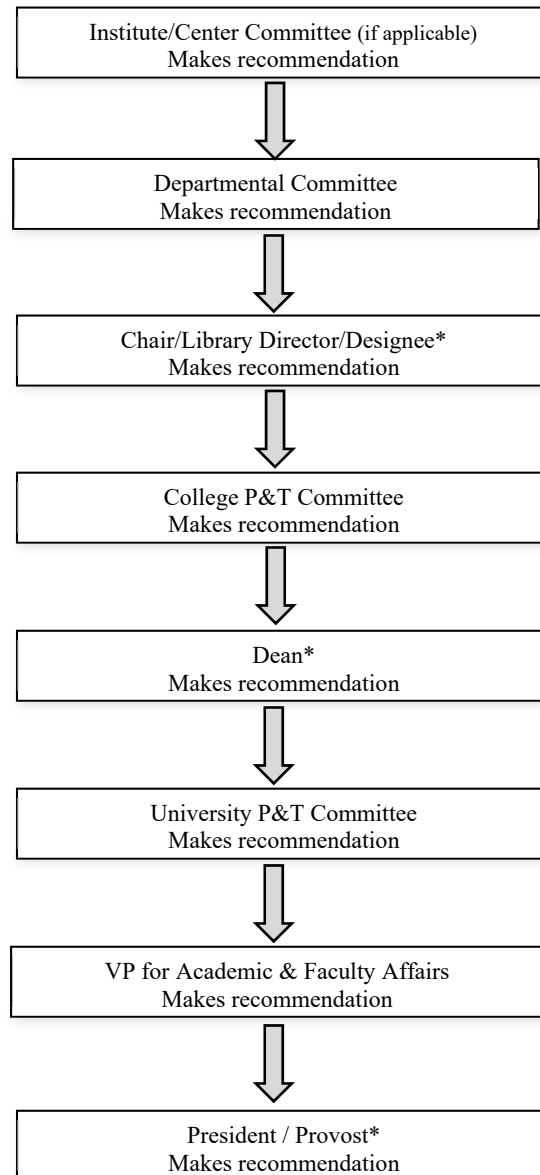 Institute/Center Committee (if applicable)
Makes recommendation
Departmental Committee
Makes recommendation
Chair/Library Director/Designee*
Makes recommendation
College P&T Committee
Makes recommendation
Dean*
Makes recommendation
University P&T Committee
Makes recommendation
VP for Academic & Faculty Affairs
Makes recommendation
President / Provost*
Makes recommendation